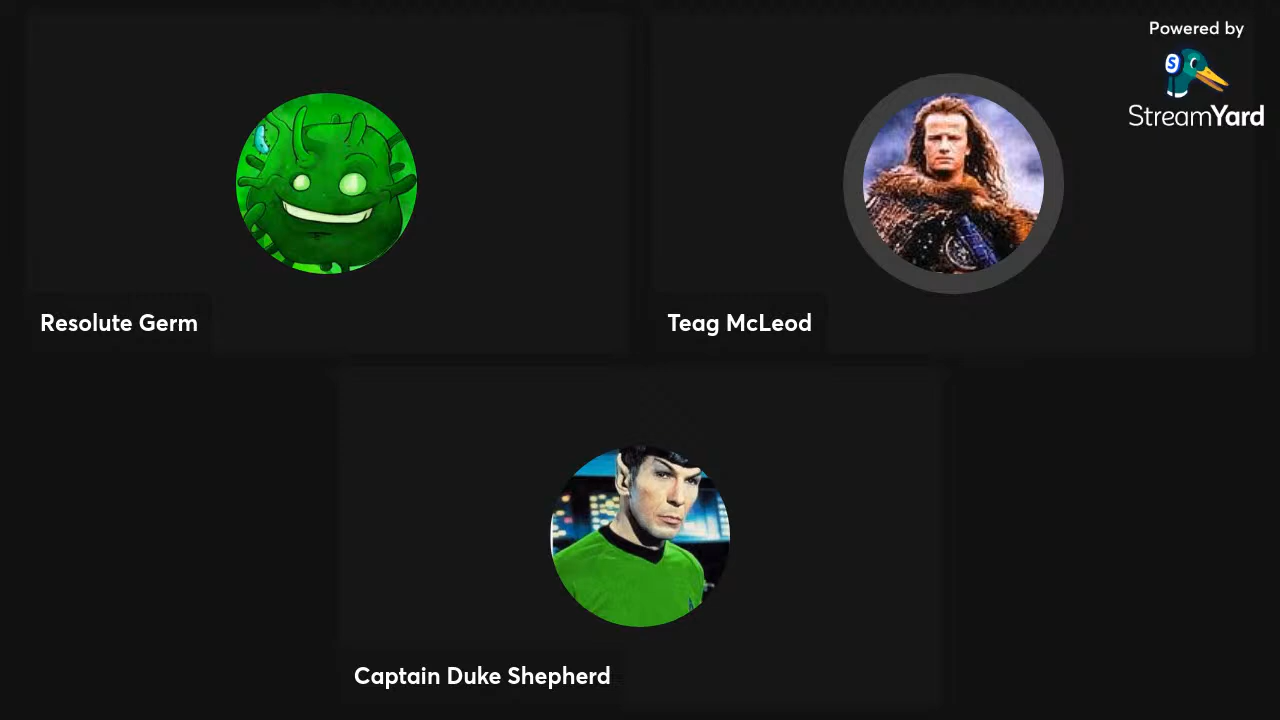 Powered by
S
StreamYard
Resolute Germ
Teag McLeod
Captain Duke Shepherd